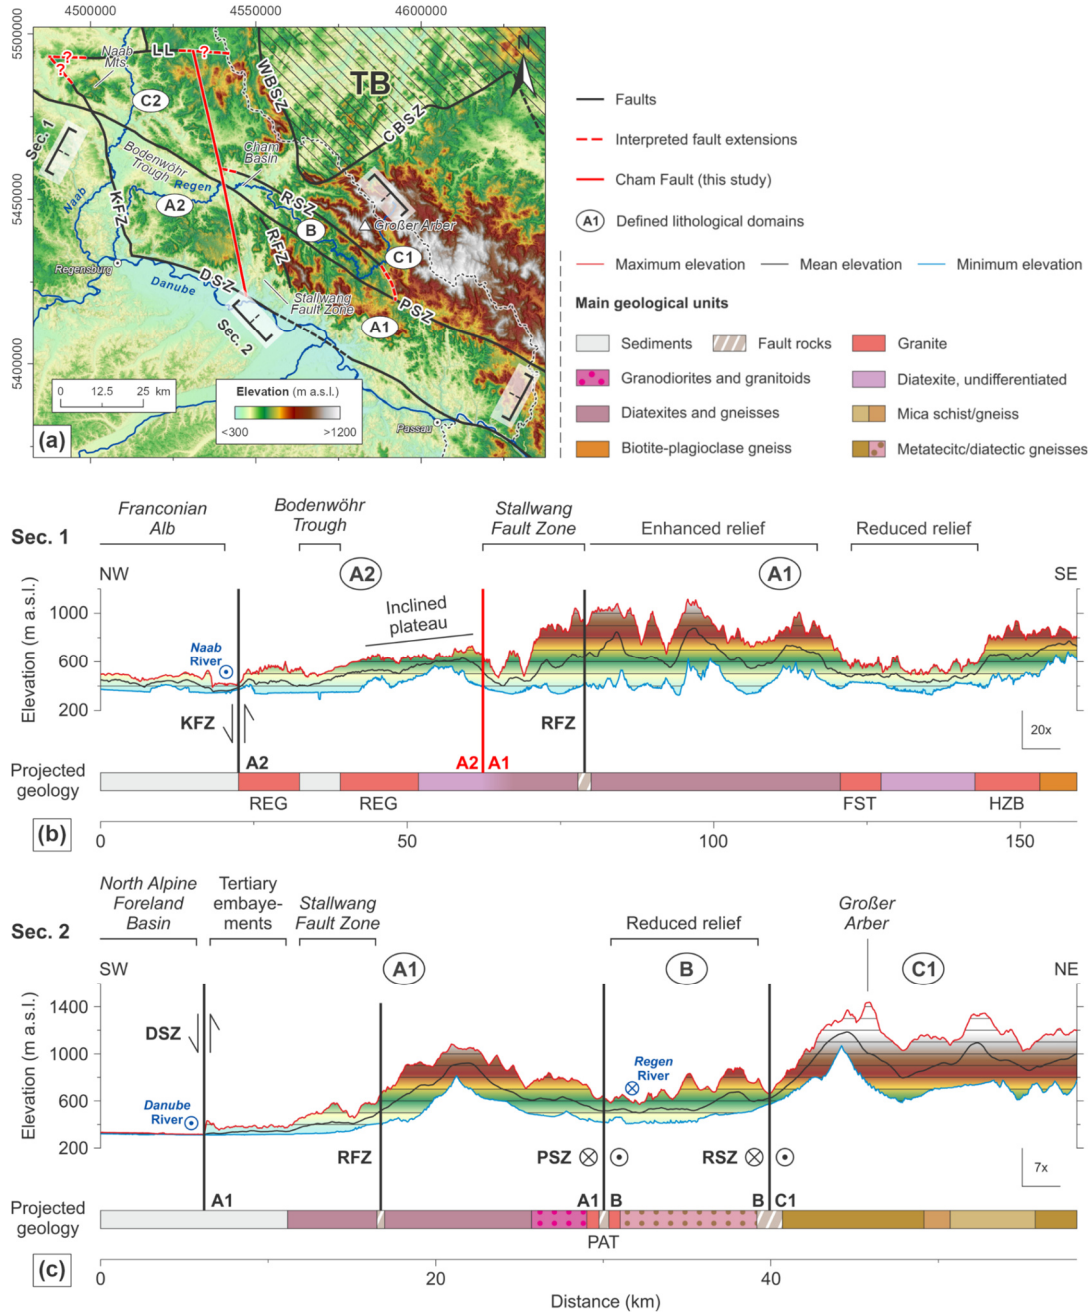 4500000
4550000
4600000
5500000
5450000
5400000
LL
?
?
?
Naab
Mts.
C2
WBSZ
TB
N
CBSZ
Sec. 1
Bodenwöhr
Trough
Cham
Basin
Regen
Naab
A2
KFZ
RSZ
B
Großer Arber
RFZ
C1
Regensburg
DSZ
Danube
Stallwang
Fault Zone
PSZ
A1
Sec. 2
0 12.5 25 km
Elevation (m a.s.l.)
<300 >1200
Passau
(a)
Faults
Interpreted fault extensions
Cham Fault (this study)
A1 Defined lithological domains
Maximum elevation Mean elevation Minimum elevation
Main geological units
Sediments Fault rocks Granite
Granodiorites and granitoids Diatexite, undifferentiated
Diatexites and gneisses Mica schist/gneiss
Biotite-plagioclase gneiss Metatecitc/diatectic gneisses
Sec. 1
Franconian
Alb
Bodenwöhr
Trough
Stallwang
Fault Zone
Enhanced relief
Reduced relief
NW
A2
A1
SE
Elevation (m a.s.l.)
1000
600
200
Naab
River
Inclined
plateau
KFZ
RFZ
20x
A2
A2 A1
Projected
geology
REG
REG
FST
HZB
(b)
0 50 100 150
Sec. 2
North Alpine
Foreland
Basin
Tertiary
embaye-
ments
Stallwang
Fault Zone
Reduced relief
Großer
Arber
SW
A1
B
C1
NE
Elevation (m a.s.l.)
1400
1000
600
200
DSZ
Danube
River
Regen
River
RFZ
PSZ
RSZ
7x
A1
A1 B
B C1
Projected
geology
PAT
(c)
0 20 40
Distance (km)